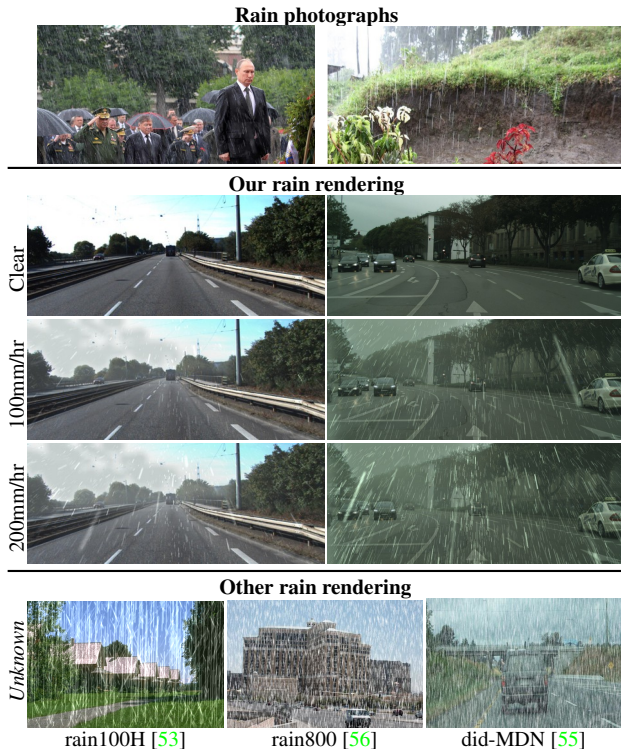 Rain photographs
Our rain rendering
Clear
100mm/hr
200mm/hr
Other rain rendering
Unknown
rain100H [53]
rain800 [56]
did-MDN [55]